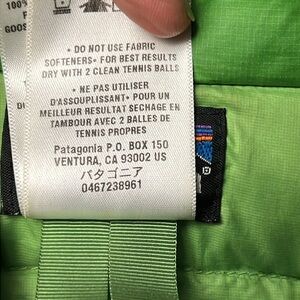 100%
GOOS
• DO NOT USE FABRIC
SOFTENERS• FOR BEST RESULTS
DRY WITH 2 CLEAN TENNIS BALLS
• NE PAS UTILISER
D'ASSOUPLISSANT• POUR UN
MEILLEUR RESULTAT SECHAGE EN
TAMBOUR AVEC 2 BALLES DE
TENNIS PROPRES
Patagonia P.O. BOX 150
VENTURA, CA 93002 US
パタゴニア
0467238961